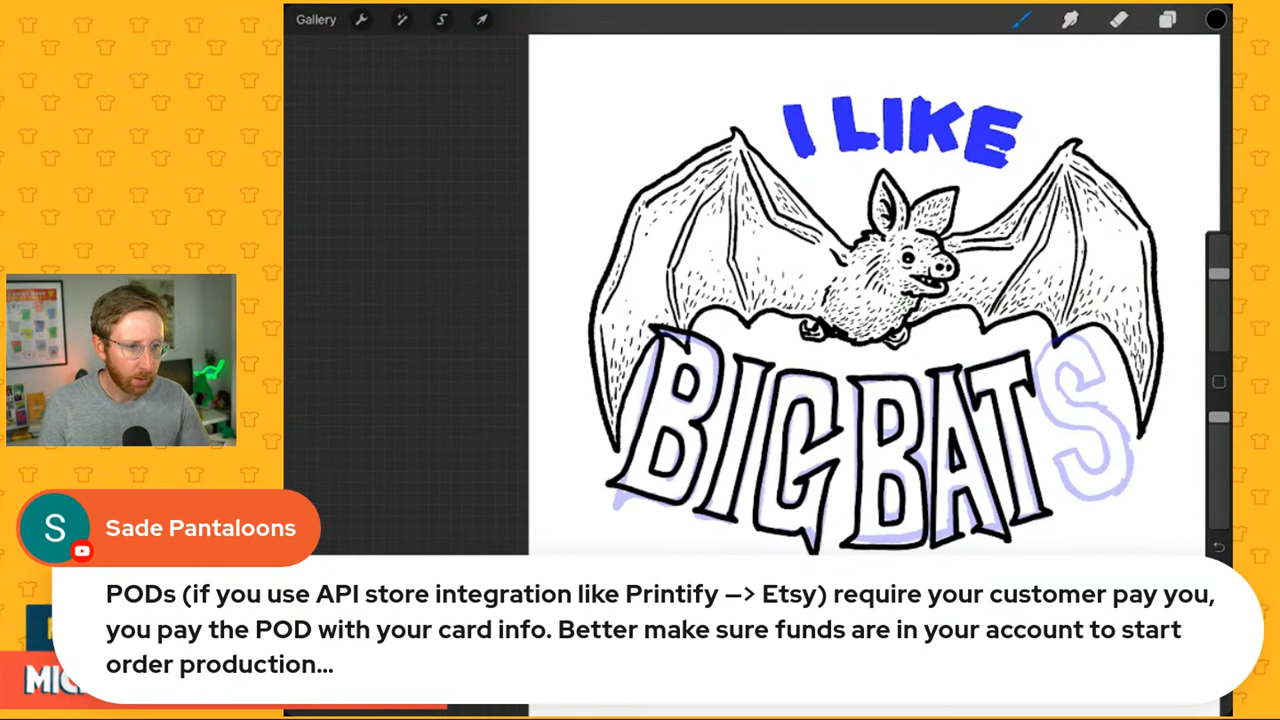 Gallery
I LIKE
BIG BATS
S
Sade Pantaloons
PODs (if you use API store integration like Printify —> Etsy) require your customer pay you,
you pay the POD with your card info. Better make sure funds are in your account to start
order production...